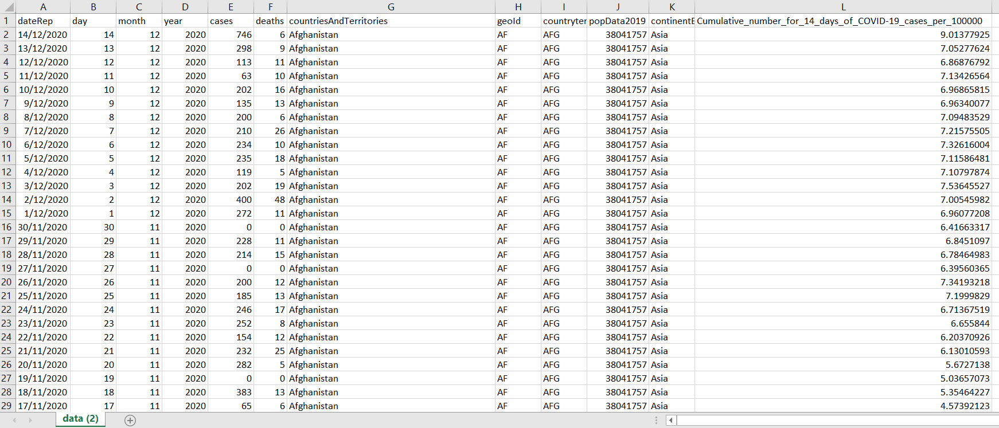 A B C D E F G H I J K L
1 dateRep day month year cases deaths countriesAndTerritories geoId countryter popData2019 continentE Cumulative_number_for_14_days_of_COVID-19_cases_per_100000
2 14/12/2020 14 12 2020 746 6 Afghanistan AF AFG 38041757 Asia 9.01377925
3 13/12/2020 13 12 2020 298 9 Afghanistan AF AFG 38041757 Asia 7.05277624
4 12/12/2020 12 12 2020 113 11 Afghanistan AF AFG 38041757 Asia 6.86876792
5 11/12/2020 11 12 2020 63 10 Afghanistan AF AFG 38041757 Asia 7.13426564
6 10/12/2020 10 12 2020 202 16 Afghanistan AF AFG 38041757 Asia 6.96865815
7 9/12/2020 9 12 2020 135 13 Afghanistan AF AFG 38041757 Asia 6.96340077
8 8/12/2020 8 12 2020 200 6 Afghanistan AF AFG 38041757 Asia 7.09483529
9 7/12/2020 7 12 2020 210 26 Afghanistan AF AFG 38041757 Asia 7.21575505
10 6/12/2020 6 12 2020 234 10 Afghanistan AF AFG 38041757 Asia 7.32616004
11 5/12/2020 5 12 2020 235 18 Afghanistan AF AFG 38041757 Asia 7.11586481
12 4/12/2020 4 12 2020 119 5 Afghanistan AF AFG 38041757 Asia 7.10797874
13 3/12/2020 3 12 2020 202 19 Afghanistan AF AFG 38041757 Asia 7.53645527
14 2/12/2020 2 12 2020 400 48 Afghanistan AF AFG 38041757 Asia 7.00545982
15 1/12/2020 1 12 2020 272 11 Afghanistan AF AFG 38041757 Asia 6.96077208
16 30/11/2020 30 11 2020 0 0 Afghanistan AF AFG 38041757 Asia 6.41663317
17 29/11/2020 29 11 2020 228 11 Afghanistan AF AFG 38041757 Asia 6.8451097
18 28/11/2020 28 11 2020 214 15 Afghanistan AF AFG 38041757 Asia 6.78464983
19 27/11/2020 27 11 2020 0 0 Afghanistan AF AFG 38041757 Asia 6.39560365
20 26/11/2020 26 11 2020 200 12 Afghanistan AF AFG 38041757 Asia 7.34193218
21 25/11/2020 25 11 2020 185 13 Afghanistan AF AFG 38041757 Asia 7.1999829
22 24/11/2020 24 11 2020 246 17 Afghanistan AF AFG 38041757 Asia 6.71367519
23 23/11/2020 23 11 2020 252 8 Afghanistan AF AFG 38041757 Asia 6.655844
24 22/11/2020 22 11 2020 154 12 Afghanistan AF AFG 38041757 Asia 6.20370926
25 21/11/2020 21 11 2020 232 25 Afghanistan AF AFG 38041757 Asia 6.13010593
26 20/11/2020 20 11 2020 282 5 Afghanistan AF AFG 38041757 Asia 5.6727138
27 19/11/2020 19 11 2020 0 0 Afghanistan AF AFG 38041757 Asia 5.03657073
28 18/11/2020 18 11 2020 383 13 Afghanistan AF AFG 38041757 Asia 5.35464227
29 17/11/2020 17 11 2020 65 6 Afghanistan AF AFG 38041757 Asia 4.57392123
data (2)